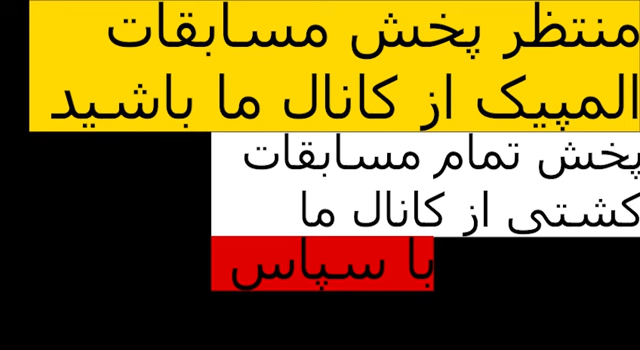 منتظر پخش مسابقات
المپیک از کانال ما باشید
پخش تمام مسابقات
کشتی از کانال ما
با سپاس